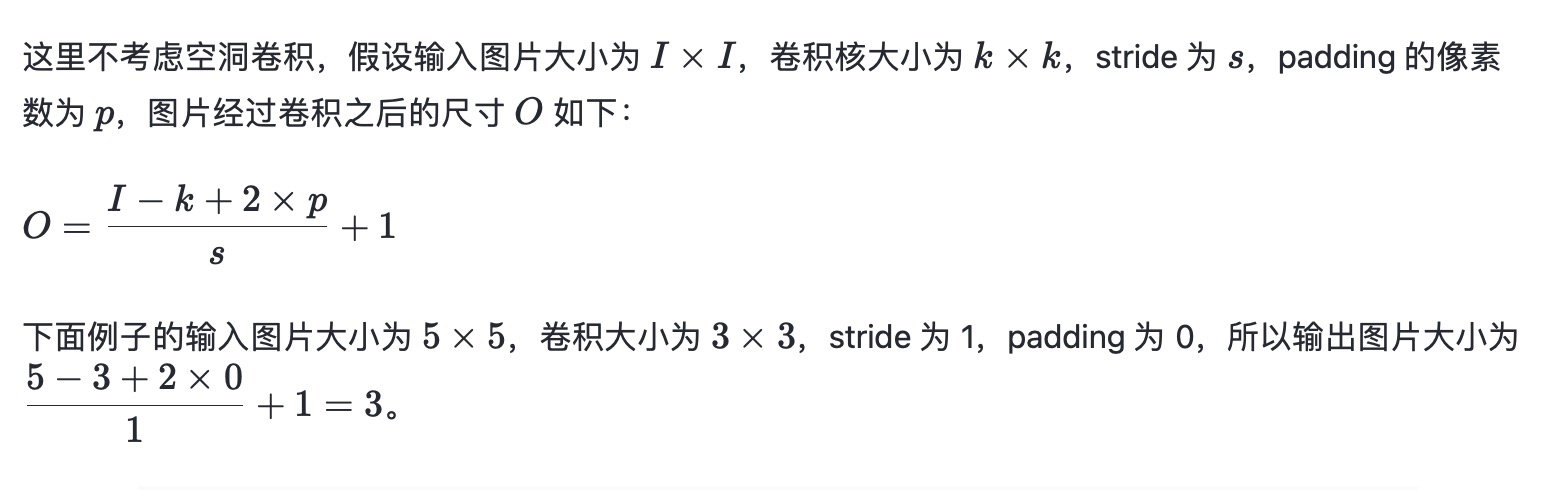 这里不考虑空洞卷积，假设输入图片大小为 I × I，卷积核大小为 k × k，stride 为 s，padding 的像素
数为 p，图片经过卷积之后的尺寸 O 如下：
O = \frac{I - k + 2 × p}{s} + 1
下面例子的输入图片大小为 5 × 5，卷积大小为 3 × 3，stride 为 1，padding 为 0，所以输出图片大小为
\frac{5 - 3 + 2 × 0}{1} + 1 = 3。